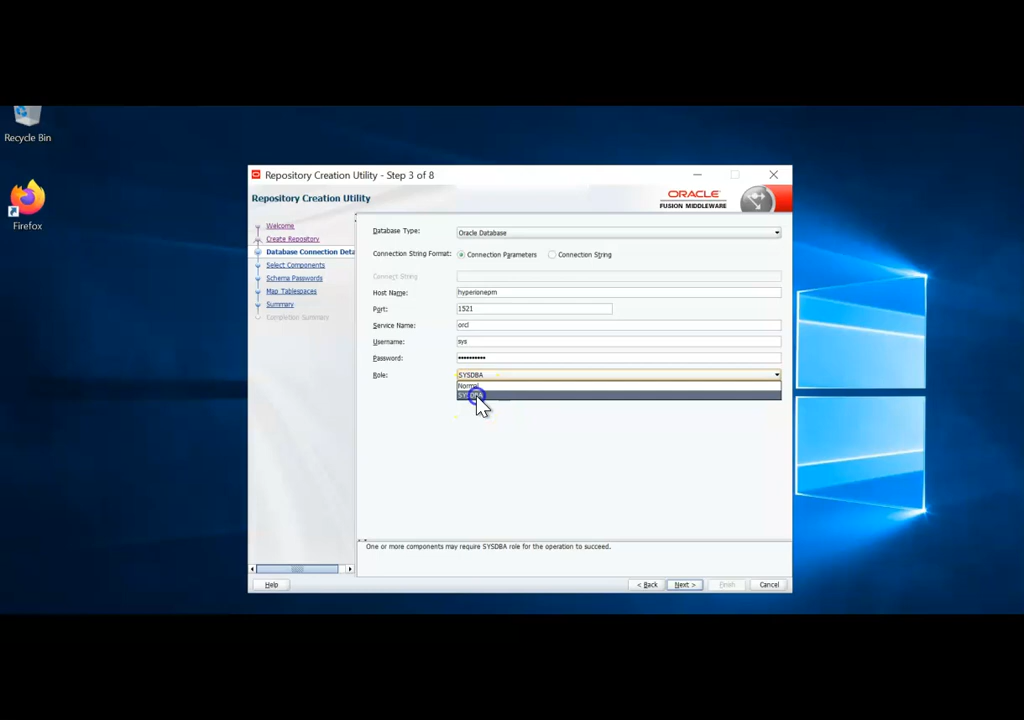 Recycle Bin
Firefox
Repository Creation Utility - Step 3 of 8
Repository Creation Utility
ORACLE
FUSION MIDDLEWARE
Welcome
Create Repository
Database Connection Deta
Select Components
Schema Passwords
Map Tablespaces
Summary
Completion Summary
Database Type:
Oracle Database
Connection String Format:
Connection Parameters
Connection String
Connect String
Host Name:
hyperionepm
Port:
1521
Service Name:
orcl
Username:
sys
Password:
••••••••••
Role:
SYSDBA
Normal
SYSDBA
One or more components may require SYSDBA role for the operation to succeed.
Help
< Back
Next >
Finish
Cancel